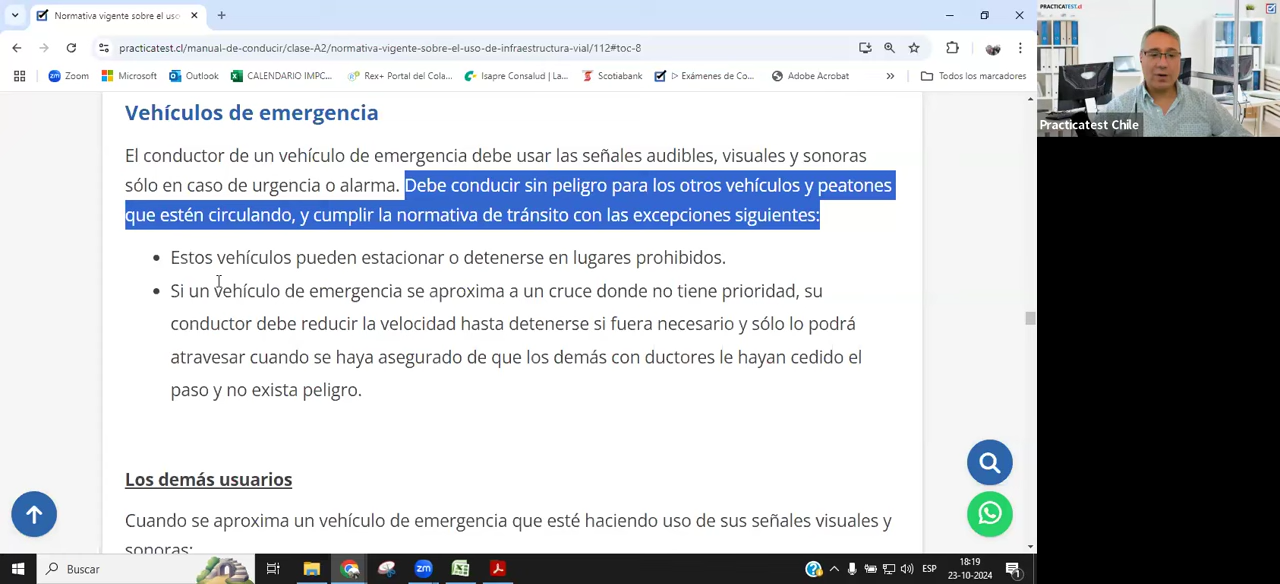 Normativa vigente sobre el uso
PRACTICATEST.cl
practicatest.cl/manual-de-conducir/clase-A2/normativa-vigente-sobre-el-uso-de-infraestructura-vial/112#toc-8
Zoom
Microsoft
Outlook
CALENDARIO IMPC...
Rex+ Portal del Cola...
Isapre Consalud | La...
Scotiabank
▷ Exámenes de Co...
Adobe Acrobat
»
Todos los marcadores
Practicatest Chile
Vehículos de emergencia
El conductor de un vehículo de emergencia debe usar las señales audibles, visuales y sonoras
sólo en caso de urgencia o alarma. Debe conducir sin peligro para los otros vehículos y peatones
que estén circulando, y cumplir la normativa de tránsito con las excepciones siguientes:
• Estos vehículos pueden estacionar o detenerse en lugares prohibidos.
• Si un vehículo de emergencia se aproxima a un cruce donde no tiene prioridad, su
conductor debe reducir la velocidad hasta detenerse si fuera necesario y sólo lo podrá
atravesar cuando se haya asegurado de que los demás con ductores le hayan cedido el
paso y no exista peligro.
Los demás usuarios
Cuando se aproxima un vehículo de emergencia que esté haciendo uso de sus señales visuales y
sonoras:
Buscar
ESP
18:19
23-10-2024
1